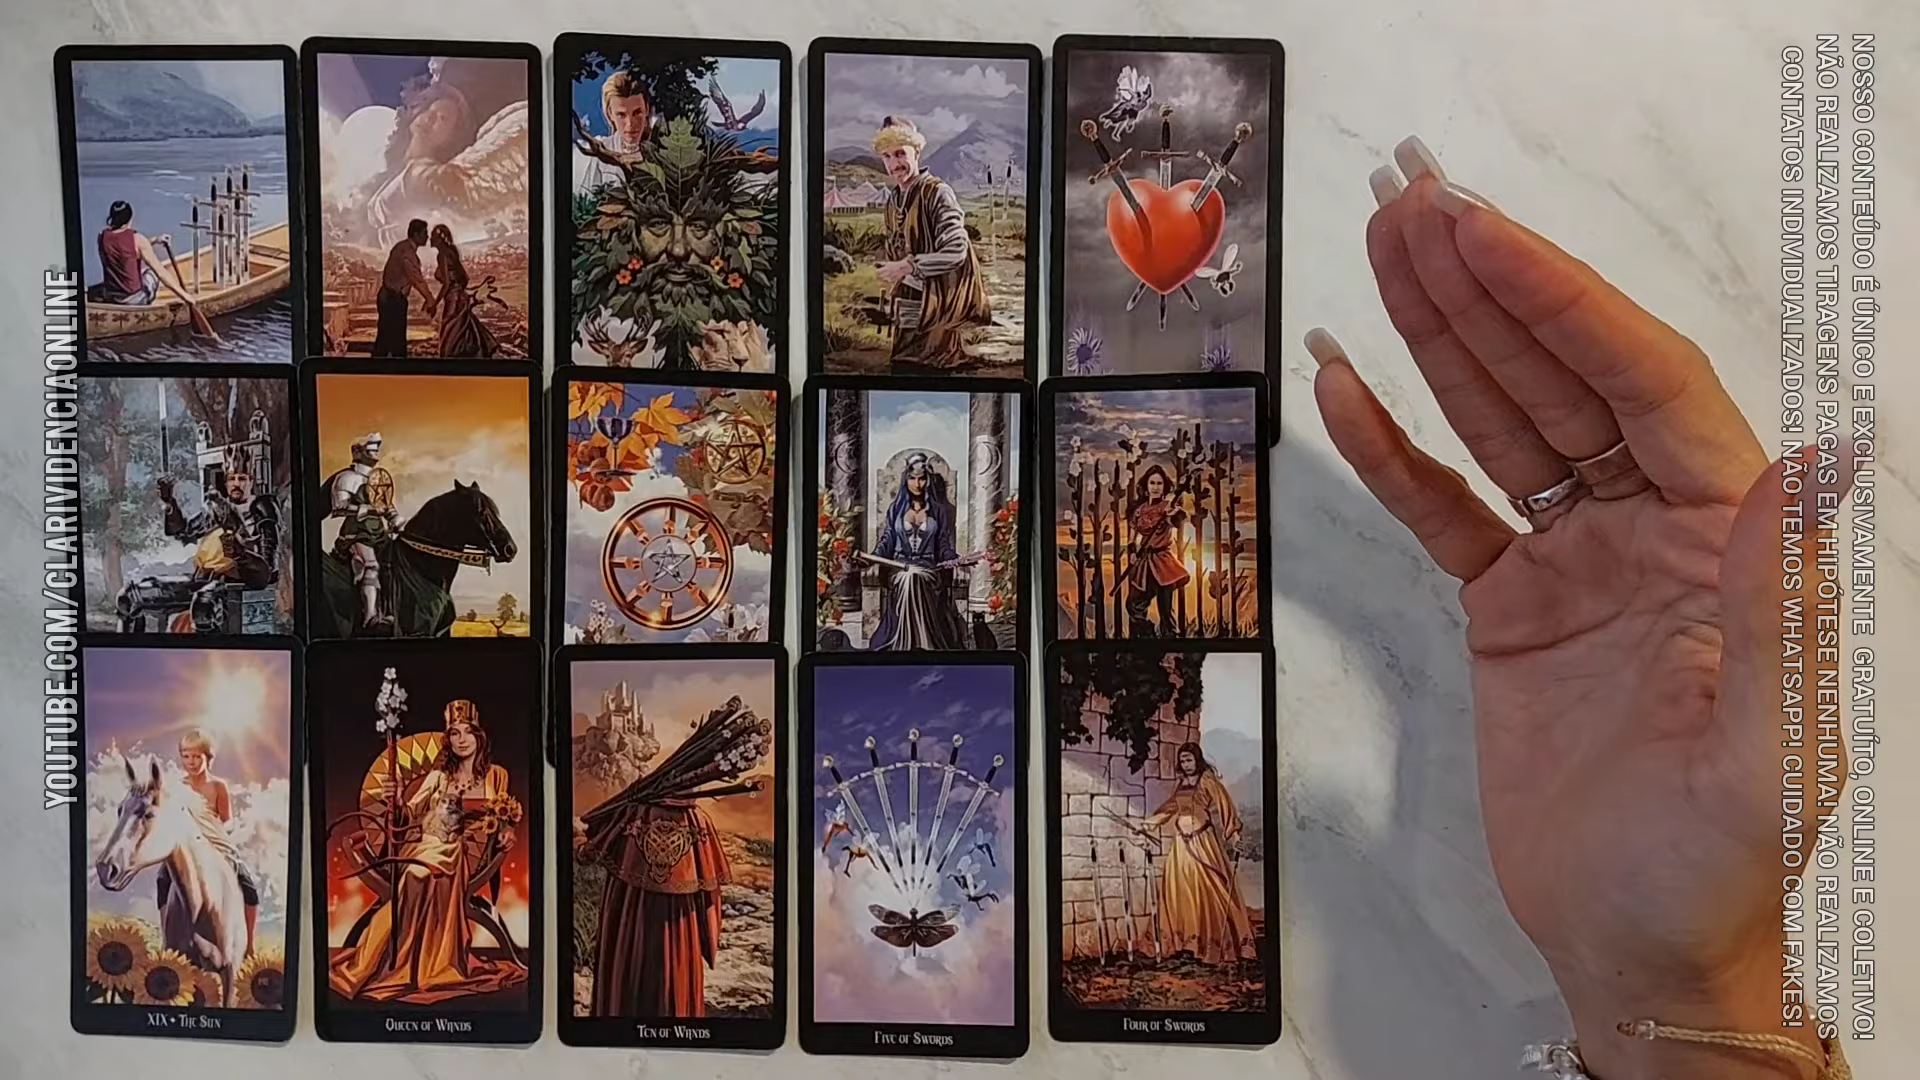 YOUTUBE.COM/CLARIVIDENCIAONLINE
XIX • THE SUN
QUEEN OF WANDS
TEN OF WANDS
FIVE OF SWORDS
FOUR OF SWORDS
NOSSO CONTEÚDO É ÚNICO E EXCLUSIVAMENTE GRATUÍTO, ONLINE E COLETIVO!
NÃO REALIZAMOS TIRAGENS PAGAS EM HIPÓTESE NENHUMA! NÃO REALIZAMOS
CONTATOS INDIVIDUALIZADOS! NÃO TEMOS WHATSAPP! CUIDADO COM FAKES!